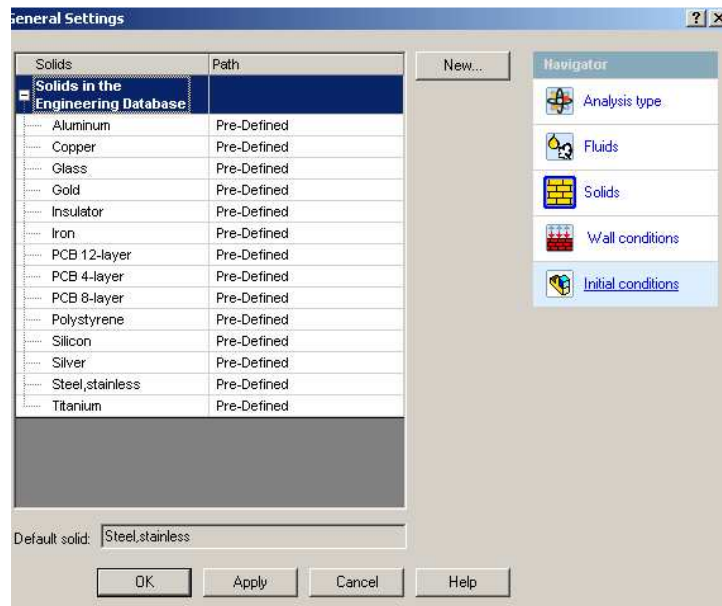 General Settings
Solids Path
Solids in the
Engineering Database
Aluminum Pre-Defined
Copper Pre-Defined
Glass Pre-Defined
Gold Pre-Defined
Insulator Pre-Defined
Iron Pre-Defined
PCB 12-layer Pre-Defined
PCB 4-layer Pre-Defined
PCB 8-layer Pre-Defined
Polystyrene Pre-Defined
Silicon Pre-Defined
Silver Pre-Defined
Steel,stainless Pre-Defined
Titanium Pre-Defined
Default solid: Steel,stainless
New...
Navigator
Analysis type
Fluids
Solids
Wall conditions
Initial conditions
OK Apply Cancel Help